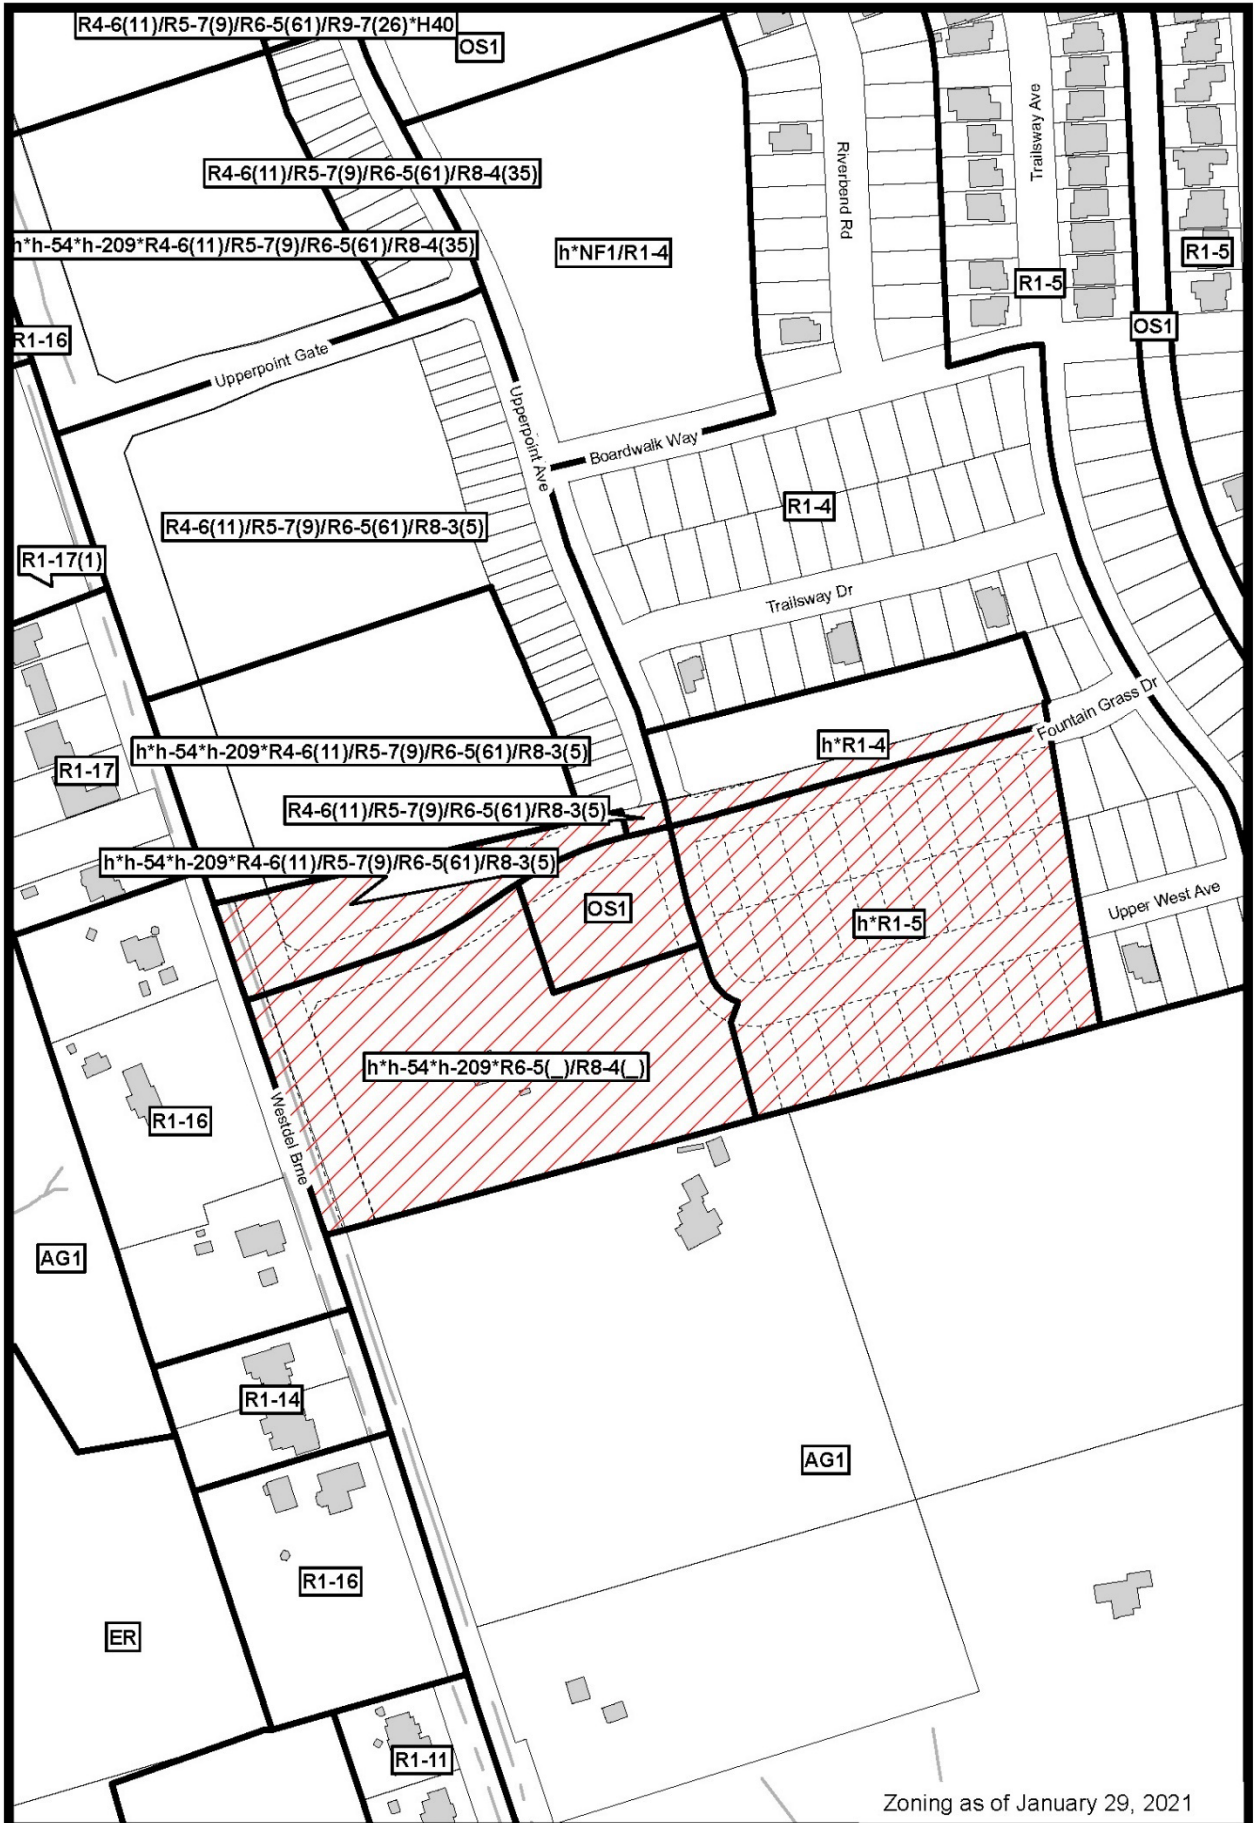 R4-6(11)/R5-7(9)/R6-5(61)/R9-7(26)*H40
OS1
R4-6(11)/R5-7(9)/R6-5(61)/R8-4(35)
h*h-54*h-209*R4-6(11)/R5-7(9)/R6-5(61)/R8-4(35)
h*NF1/R1-4
Riverbend Rd
Trailsway Ave
R1-5
R1-5
OS1
R1-16
Upperpoint Gate
Upperpoint Ave
Boardwalk Way
R1-4
R4-6(11)/R5-7(9)/R6-5(61)/R8-3(5)
R1-17(1)
Trailsway Dr
Fountain Grass Dr
h*R1-4
h*h-54*h-209*R4-6(11)/R5-7(9)/R6-5(61)/R8-3(5)
R1-17
R4-6(11)/R5-7(9)/R6-5(61)/R8-3(5)
h*h-54*h-209*R4-6(11)/R5-7(9)/R6-5(61)/R8-3(5)
OS1
h*R1-5
Upper West Ave
h*h-54*h-209*R6-5(_)/R8-4(_)
R1-16
Westdel Brne
AG1
R1-14
AG1
R1-16
ER
R1-11
Zoning as of January 29, 2021